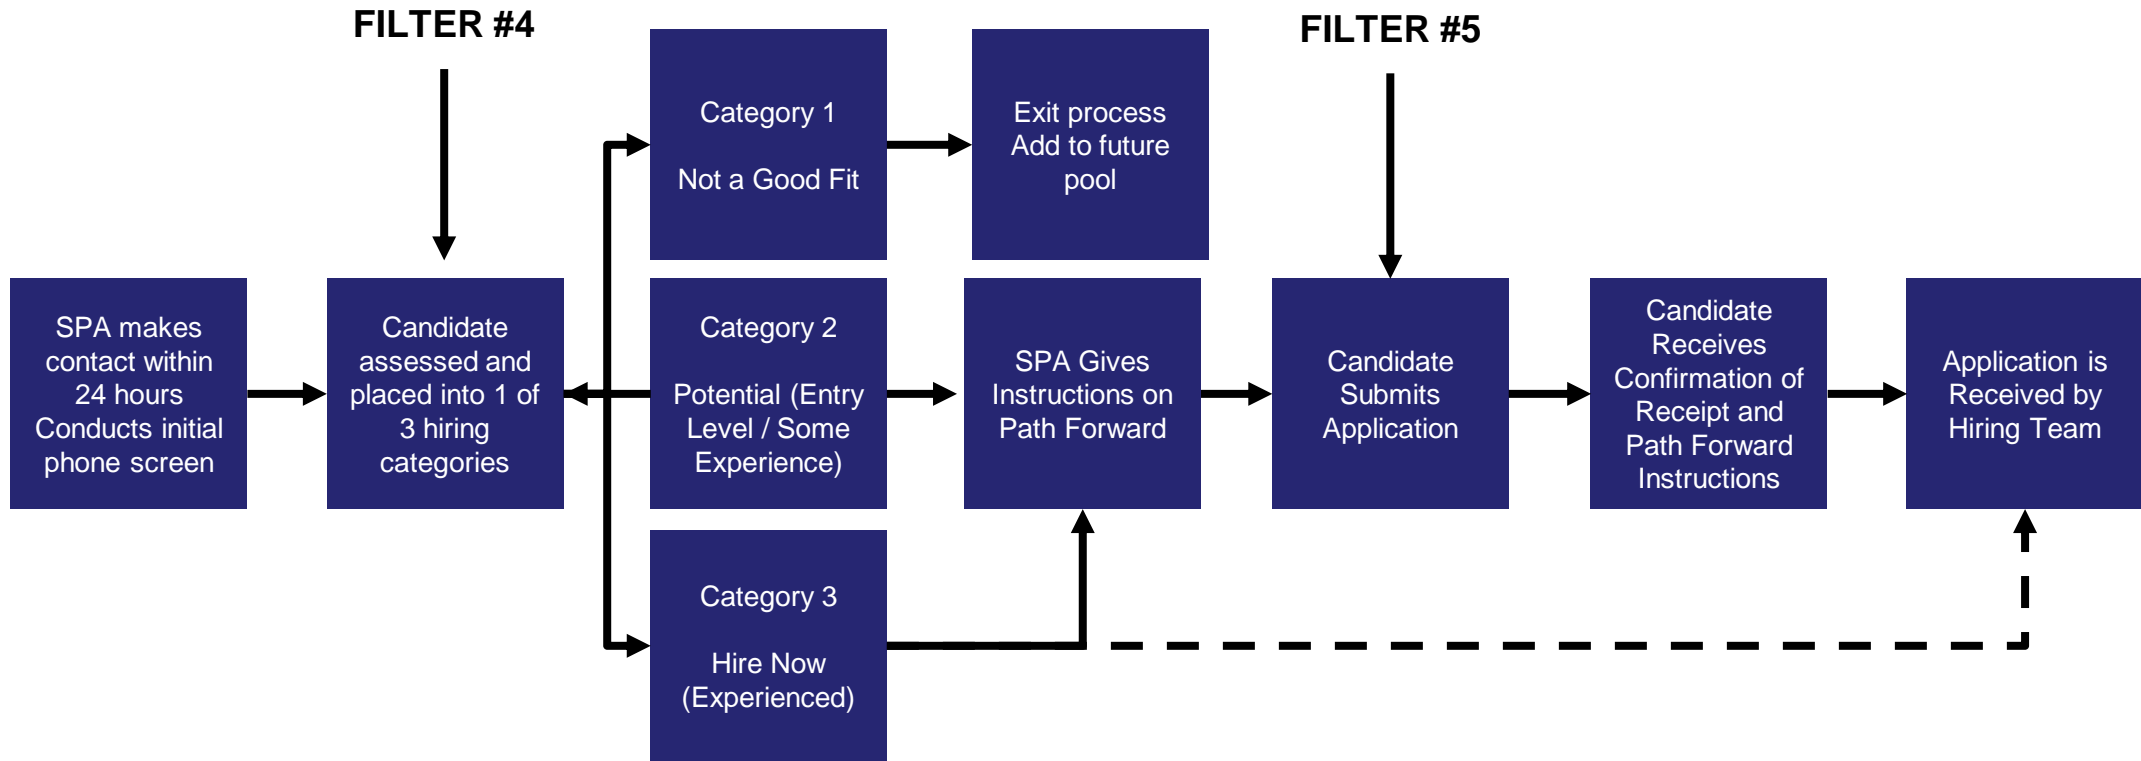 FILTER #4
FILTER #5
Category 1
Not a Good Fit
Exit process
Add to future
pool
SPA makes
contact within
24 hours
Conducts initial
phone screen
Candidate
assessed and
placed into 1 of
3 hiring
categories
Category 2
Potential (Entry
Level / Some
Experience)
SPA Gives
Instructions on
Path Forward
Candidate
Submits
Application
Candidate
Receives
Confirmation of
Receipt and
Path Forward
Instructions
Application is
Received by
Hiring Team
Category 3
Hire Now
(Experienced)